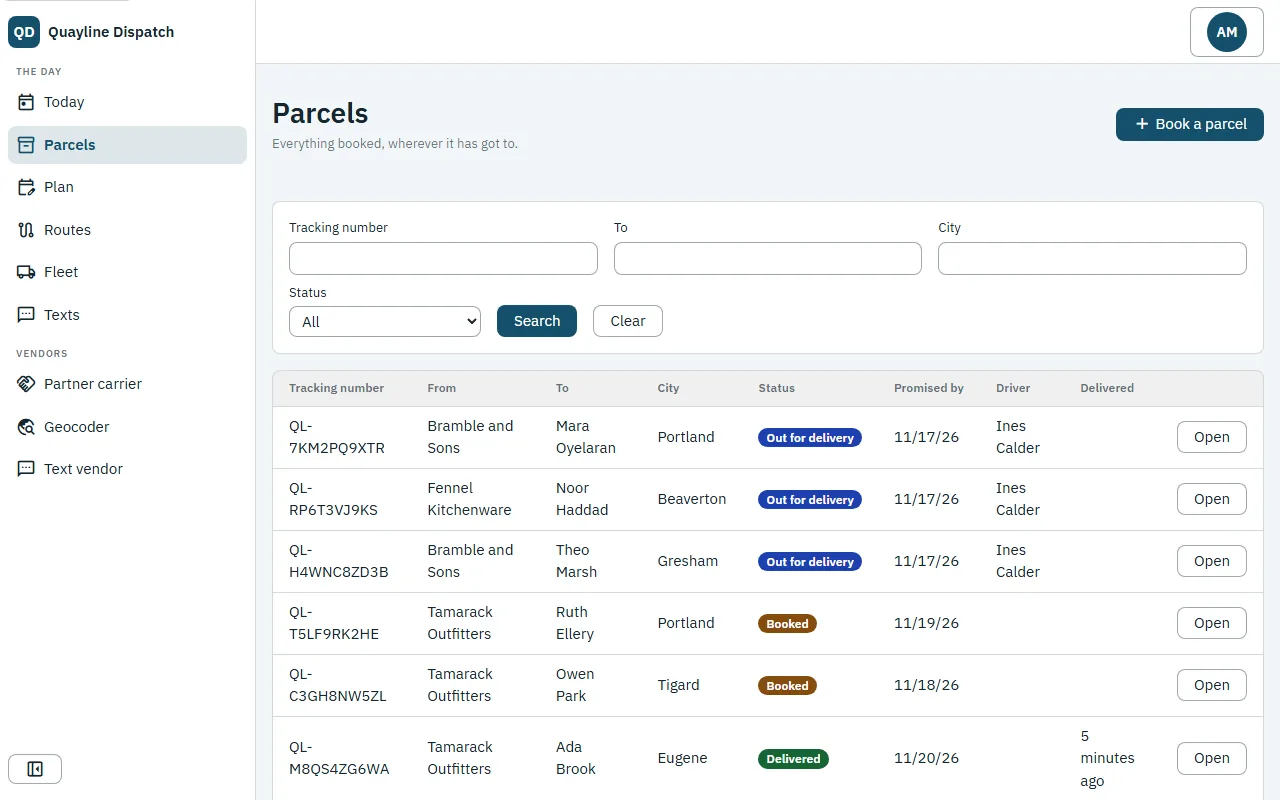 QD Quayline Dispatch
AM
THE DAY
Today
Parcels
Plan
Routes
Fleet
Texts
VENDORS
Partner carrier
Geocoder
Text vendor
Parcels
Everything booked, wherever it has got to.
+ Book a parcel
Tracking number To City
Status
All Search Clear
Tracking number From To City Status Promised by Driver Delivered
QL-
7KM2PQ9XTR Bramble and
Sons Mara
Oyelaran Portland Out for delivery 11/17/26 Ines
Calder Open
QL-
RP6T3VJ9KS Fennel
Kitchenware Noor
Haddad Beaverton Out for delivery 11/17/26 Ines
Calder Open
QL-
H4WNC8ZD3B Bramble and
Sons Theo
Marsh Gresham Out for delivery 11/17/26 Ines
Calder Open
QL-
T5LF9RK2HE Tamarack
Outfitters Ruth
Ellery Portland Booked 11/19/26 Open
QL-
C3GH8NW5ZL Tamarack
Outfitters Owen
Park Tigard Booked 11/18/26 Open
QL-
M8QS4ZG6WA Tamarack
Outfitters Ada
Brook Eugene Delivered 11/20/26 5
minutes
ago Open